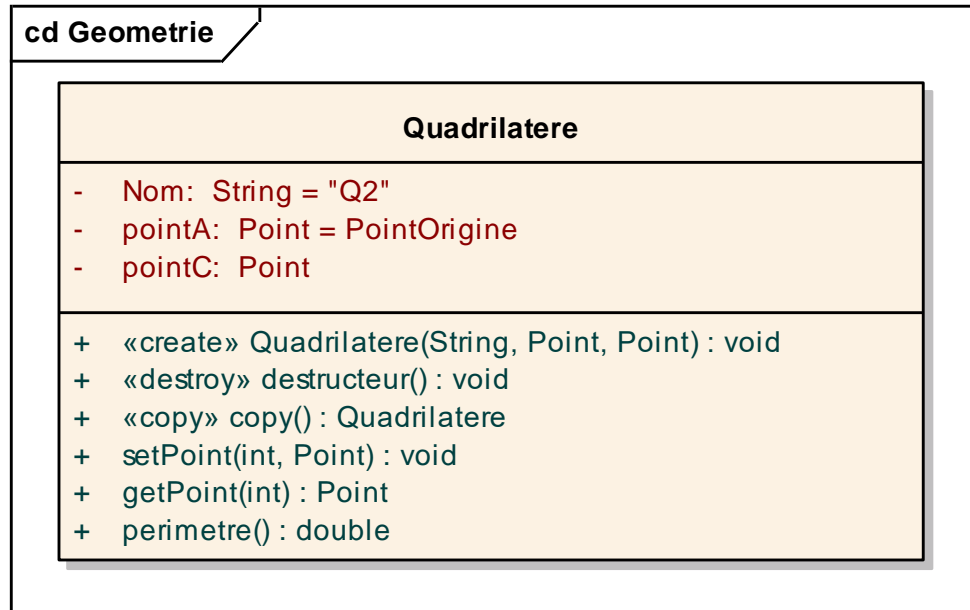 cd Geometrie
Quadrilatere
- Nom: String = "Q2"
- pointA: Point = PointOrigine
- pointC: Point
+ «create» Quadrilatere(String, Point, Point) : void
+ «destroy» destructeur() : void
+ «copy» copy() : Quadrilatere
+ setPoint(int, Point) : void
+ getPoint(int) : Point
+ perimetre() : double